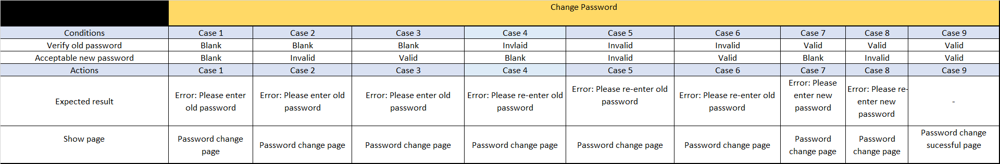 Change Password
Conditions Case 1 Case 2 Case 3 Case 4 Case 5 Case 6 Case 7 Case 8 Case 9
Verify old password Blank Blank Blank Invlaid Invalid Invalid Valid Valid Valid
Acceptable new password Blank Invalid Valid Blank Invalid Valid Blank Invalid Valid
Actions Case 1 Case 2 Case 3 Case 4 Case 5 Case 6 Case 7 Case 8 Case 9
Expected result
Error: Please enter
old password
Error: Please enter old
password
Error: Please enter old
password
Error: Please re-enter old
password
Error: Please re-enter old
password
Error: Please re-enter old
password
Error: Please
enter new
password
Error: Please re-
enter new
password
-
Show page
Password change
page
Password change page
Password change page
Password change page
Password change page
Password change page
Password
change page
Password
change page
Password change
sucessful page